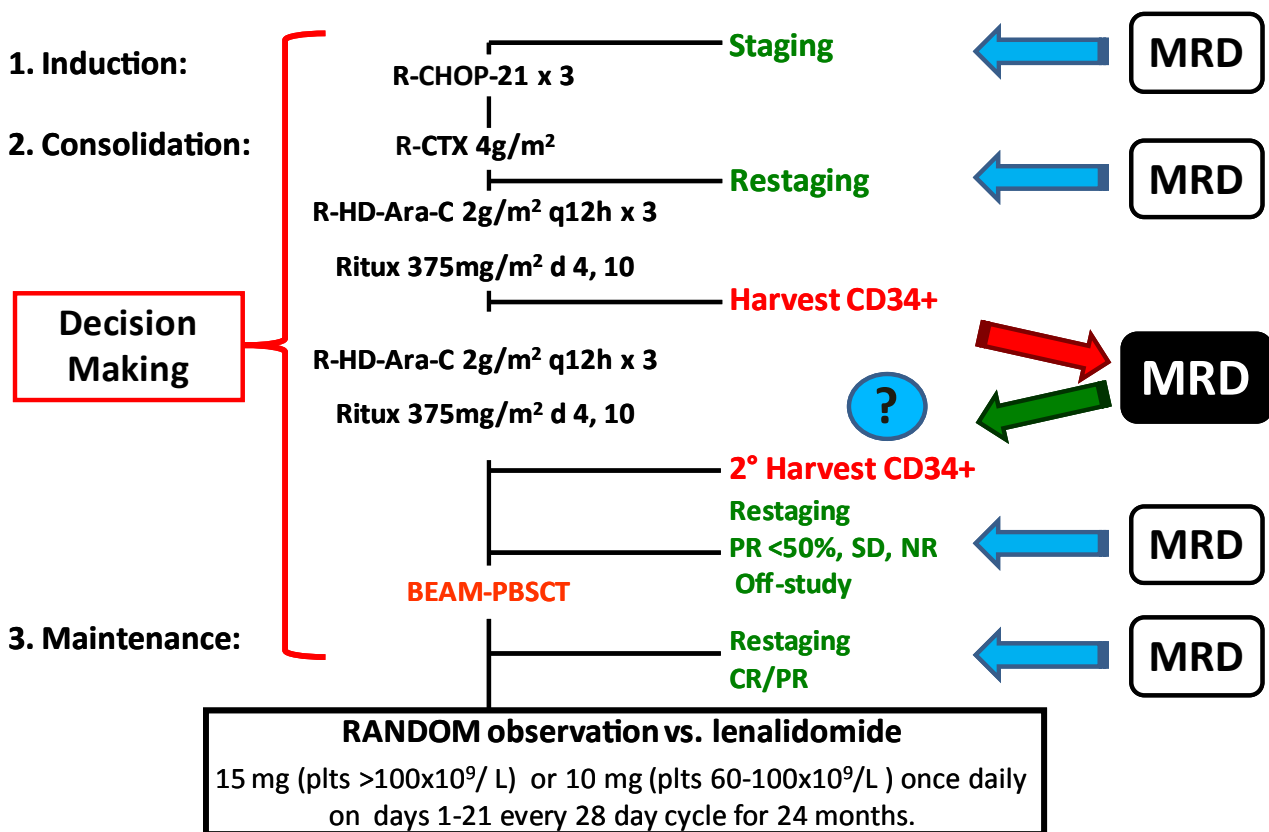 Staging
MRD
1. Induction:
R-CHOP-21 x 3
2. Consolidation:
R-CTX 4g/m²
Restaging
MRD
R-HD-Ara-C 2g/m² q12h x 3
Ritux 375mg/m² d 4, 10
Harvest CD34+
Decision
Making
R-HD-Ara-C 2g/m² q12h x 3
MRD
Ritux 375mg/m² d 4, 10
?
2° Harvest CD34+
Restaging
PR <50%, SD, NR
Off-study
MRD
BEAM-PBSCT
3. Maintenance:
Restaging
CR/PR
MRD
RANDOM observation vs. lenalidomide
15 mg (plts >100x10⁹/ L) or 10 mg (plts 60-100x10⁹/L ) once daily
on days 1-21 every 28 day cycle for 24 months.